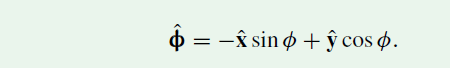 ϕ̂ = −x̂ sin ϕ + ŷ cos ϕ.